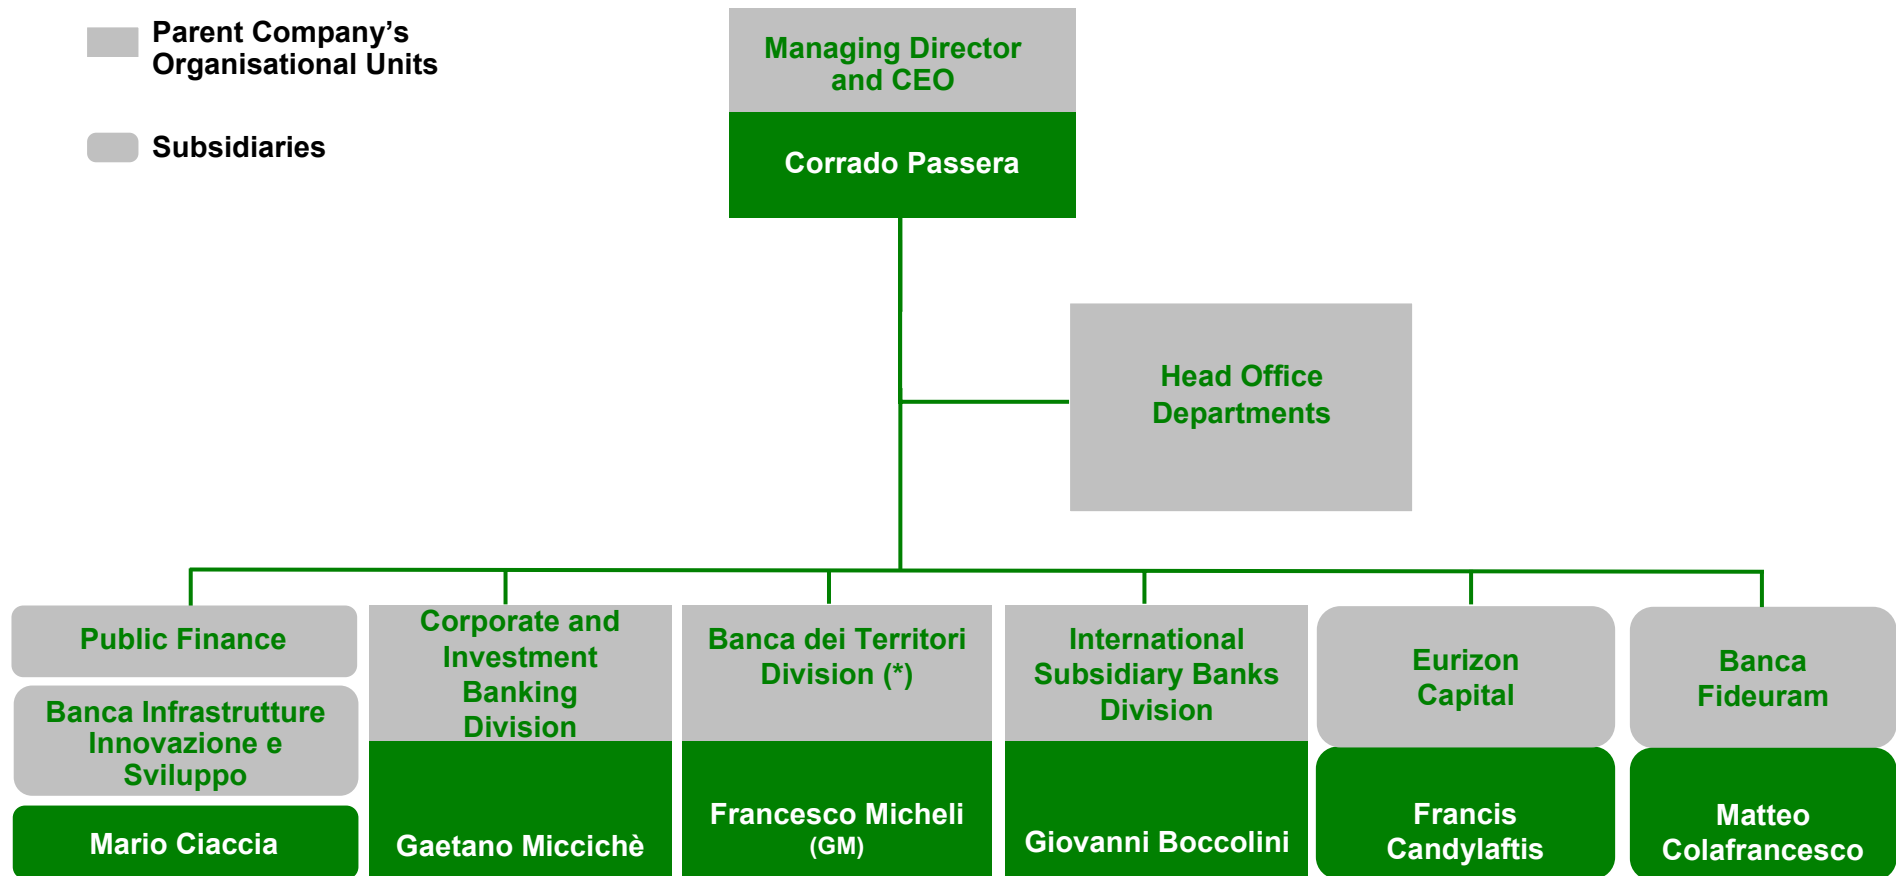 Parent Company's
Organisational Units
Subsidiaries
Managing Director
and CEO
Corrado Passera
Head Office
Departments
Public Finance
Banca Infrastrutture
Innovazione e
Sviluppo
Mario Ciaccia
Corporate and
Investment
Banking
Division
Gaetano Miccichè
Banca dei Territori
Division (*)
Francesco Micheli
(GM)
International
Subsidiary Banks
Division
Giovanni Boccolini
Eurizon
Capital
Francis
Candylaftis
Banca
Fideuram
Matteo
Colafrancesco